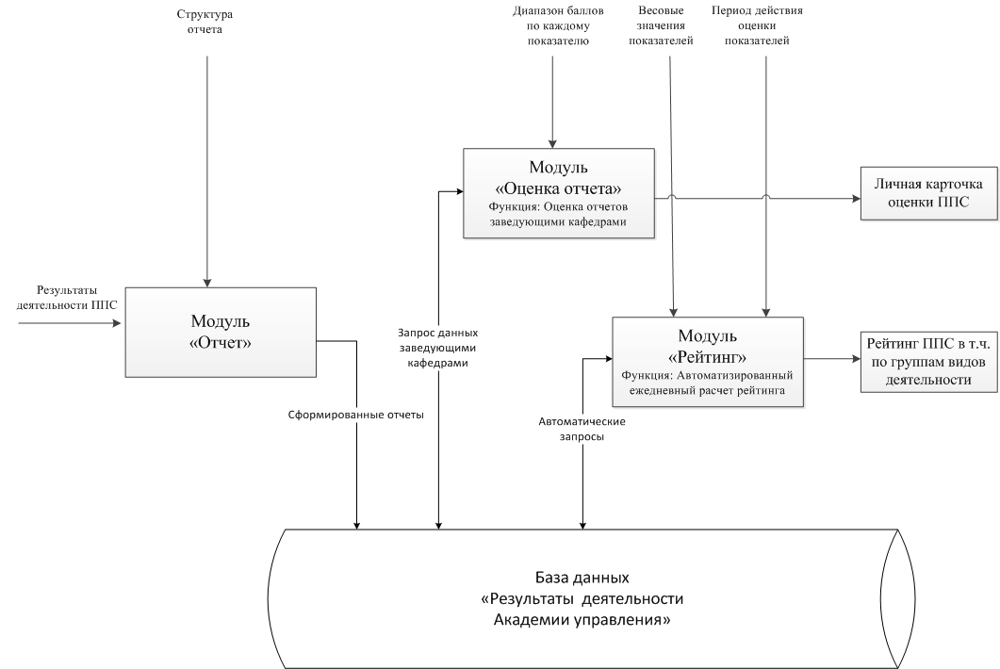 Структура
отчета
Диапазон баллов
по каждому
показателю
Весовые
значения
показателей
Период действия
оценки
показателей
Модуль
«Оценка отчета»
Функция: Оценка отчетов
заведующими кафедрами
Личная карточка
оценки ППС
Результаты
деятельности ППС
Модуль
«Отчет»
Запрос данных
заведующими
кафедрами
Модуль
«Рейтинг»
Функция: Автоматизированный
ежедневный расчет рейтинга
Рейтинг ППС в т.ч.
по группам видов
деятельности
Сформированные отчеты
Автоматические
запросы
База данных
«Результаты деятельности
Академии управления»